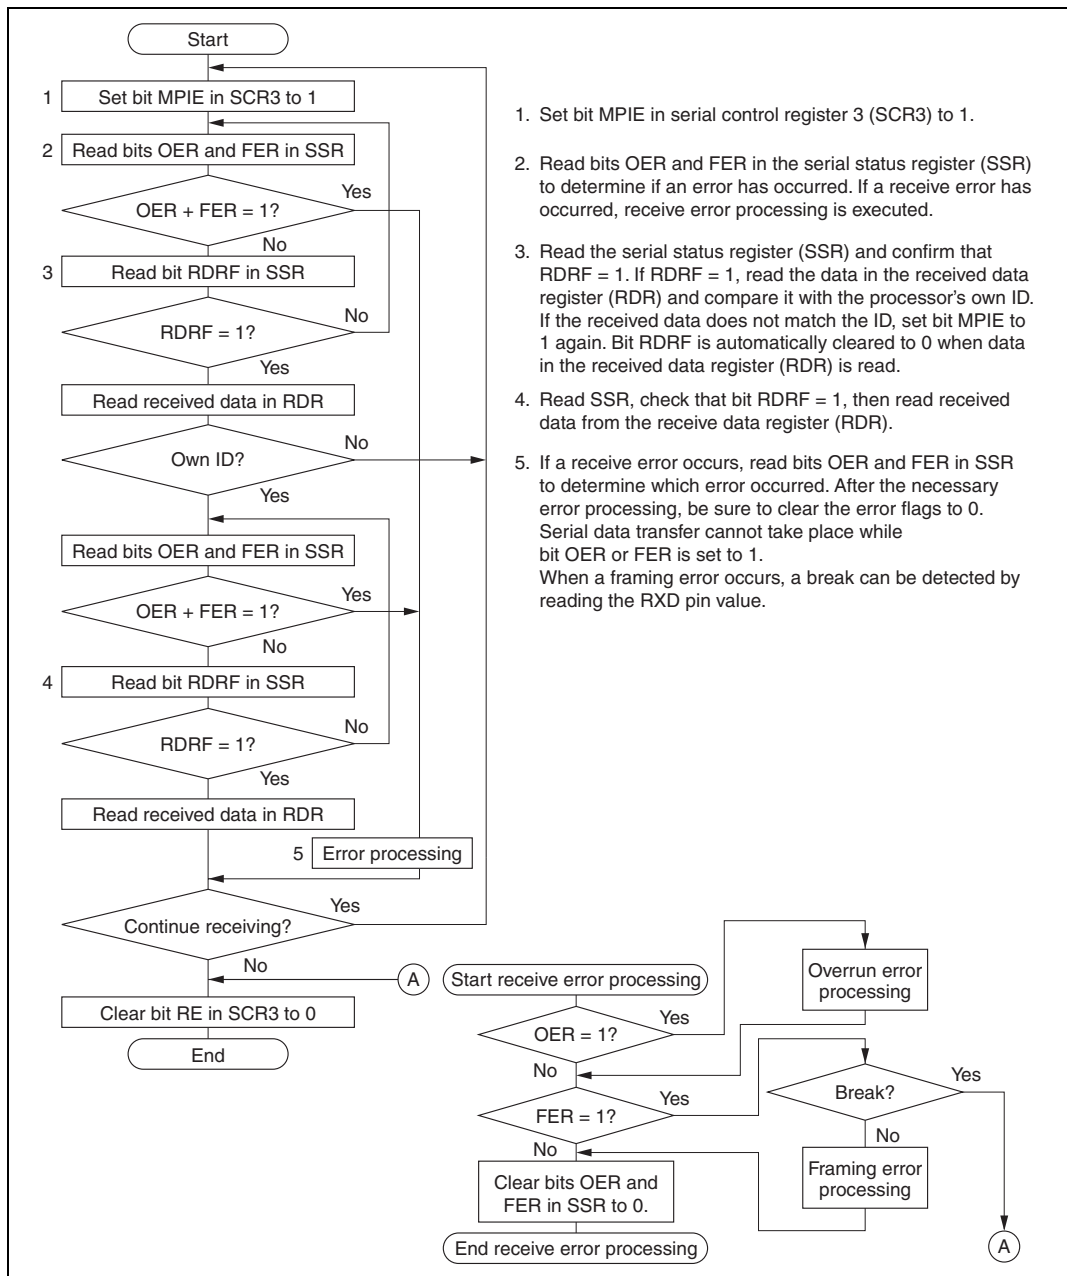 Start
1 Set bit MPIE in SCR3 to 1
2 Read bits OER and FER in SSR
Yes
OER + FER = 1?
No
3 Read bit RDRF in SSR
No
RDRF = 1?
Yes
Read received data in RDR
No
Own ID?
Yes
Read bits OER and FER in SSR
Yes
OER + FER = 1?
No
4 Read bit RDRF in SSR
No
RDRF = 1?
Yes
Read received data in RDR
5 Error processing
Yes
Continue receiving?
No
A
Clear bit RE in SCR3 to 0
End
1. Set bit MPIE in serial control register 3 (SCR3) to 1.
2. Read bits OER and FER in the serial status register (SSR)
to determine if an error has occurred. If a receive error has
occurred, receive error processing is executed.
3. Read the serial status register (SSR) and confirm that
RDRF = 1. If RDRF = 1, read the data in the received data
register (RDR) and compare it with the processor's own ID.
If the received data does not match the ID, set bit MPIE to
1 again. Bit RDRF is automatically cleared to 0 when data
in the received data register (RDR) is read.
4. Read SSR, check that bit RDRF = 1, then read received
data from the receive data register (RDR).
5. If a receive error occurs, read bits OER and FER in SSR
to determine which error occurred. After the necessary
error processing, be sure to clear the error flags to 0.
Serial data transfer cannot take place while
bit OER or FER is set to 1.
When a framing error occurs, a break can be detected by
reading the RXD pin value.
Start receive error processing
Overrun error
processing
Yes
OER = 1?
No
Yes
Yes
Break?
FER = 1?
No
No
Framing error
processing
Clear bits OER and
FER in SSR to 0.
End receive error processing
A